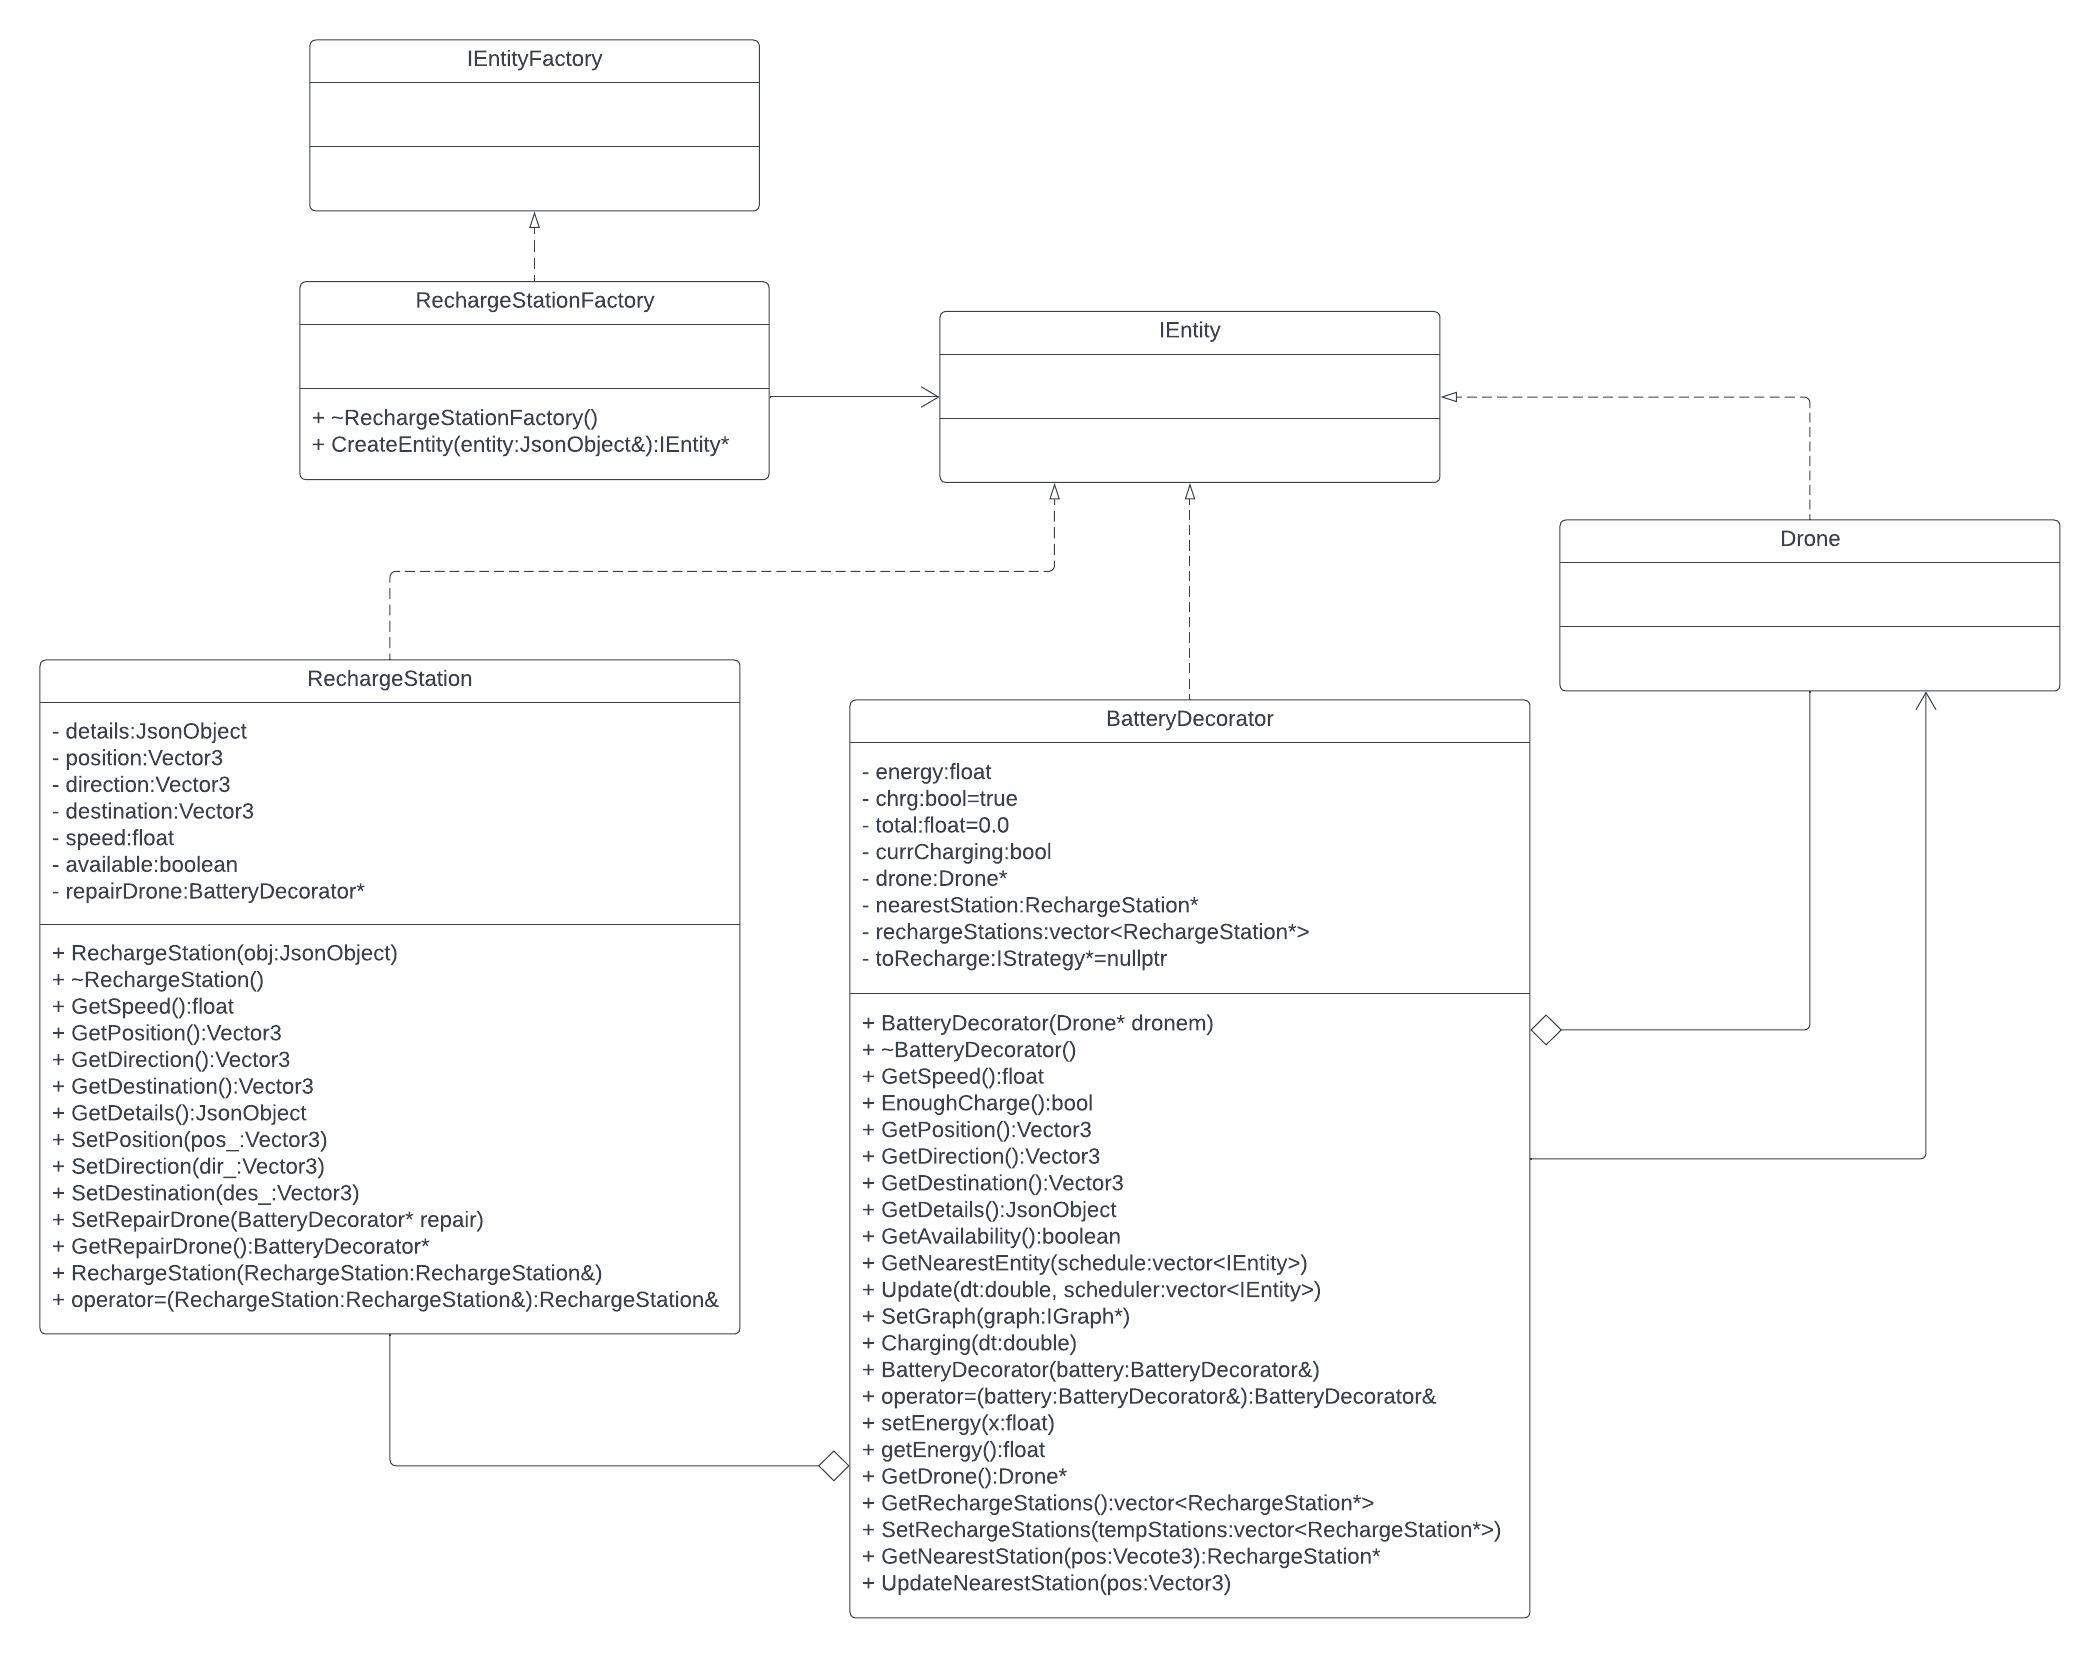 IEntityFactory
RechargeStationFactory
+ ~RechargeStationFactory()
+ CreateEntity(entity:JsonObject&):IEntity*
IEntity
Drone
RechargeStation
- details:JsonObject
- position:Vector3
- direction:Vector3
- destination:Vector3
- speed:float
- available:boolean
- repairDrone:BatteryDecorator*
+ RechargeStation(obj:JsonObject)
+ ~RechargeStation()
+ GetSpeed():float
+ GetPosition():Vector3
+ GetDirection():Vector3
+ GetDestination():Vector3
+ GetDetails():JsonObject
+ SetPosition(pos_:Vector3)
+ SetDirection(dir_:Vector3)
+ SetDestination(des_:Vector3)
+ SetRepairDrone(BatteryDecorator* repair)
+ GetRepairDrone():BatteryDecorator*
+ RechargeStation(RechargeStation:RechargeStation&)
+ operator=(RechargeStation:RechargeStation&):RechargeStation&
BatteryDecorator
- energy:float
- chrg:bool=true
- total:float=0.0
- currCharging:bool
- drone:Drone*
- nearestStation:RechargeStation*
- rechargeStations:vector<RechargeStation*>
- toRecharge:IStrategy*=nullptr
+ BatteryDecorator(Drone* dronem)
+ ~BatteryDecorator()
+ GetSpeed():float
+ EnoughCharge():bool
+ GetPosition():Vector3
+ GetDirection():Vector3
+ GetDestination():Vector3
+ GetDetails():JsonObject
+ GetAvailability():boolean
+ GetNearestEntity(schedule:vector<IEntity>)
+ Update(dt:double, scheduler:vector<IEntity>)
+ SetGraph(graph:IGraph*)
+ Charging(dt:double)
+ BatteryDecorator(battery:BatteryDecorator&)
+ operator=(battery:BatteryDecorator&):BatteryDecorator&
+ setEnergy(x:float)
+ getEnergy():float
+ GetDrone():Drone*
+ GetRechargeStations():vector<RechargeStation*>
+ SetRechargeStations(tempStations:vector<RechargeStation*>)
+ GetNearestStation(pos:Vecote3):RechargeStation*
+ UpdateNearestStation(pos:Vector3)